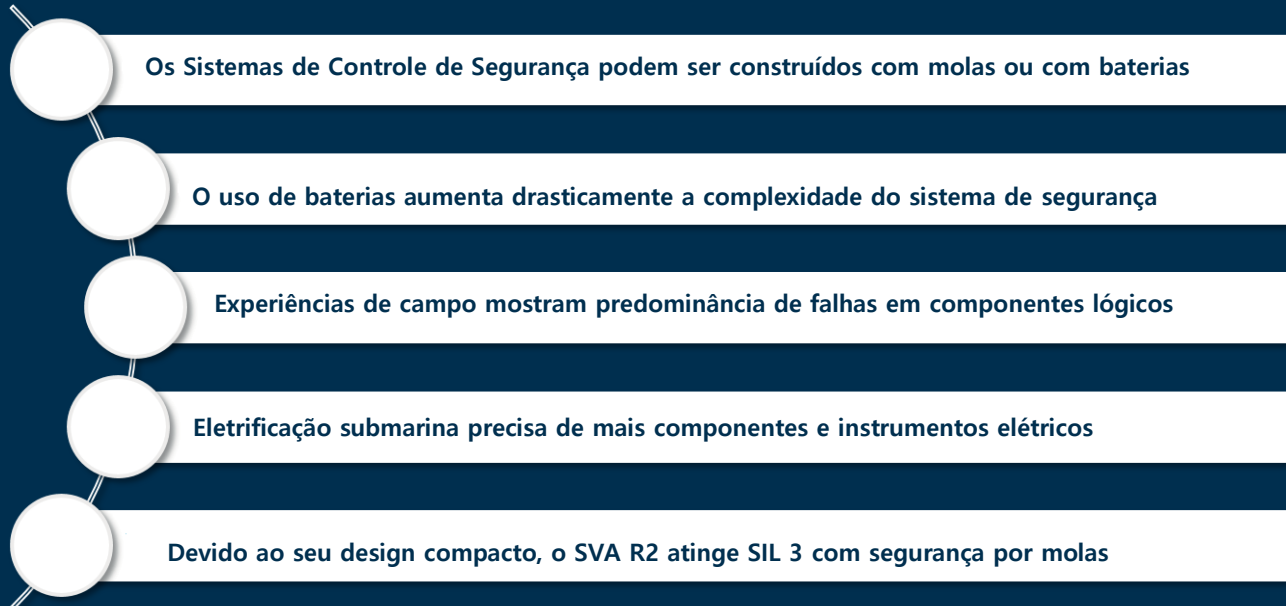 Os Sistemas de Controle de Segurança podem ser construídos com molas ou com baterias
O uso de baterias aumenta drasticamente a complexidade do sistema de segurança
Experiências de campo mostram predominância de falhas em componentes lógicos
Eletrificação submarina precisa de mais componentes e instrumentos elétricos
Devido ao seu design compacto, o SVA R2 atinge SIL 3 com segurança por molas